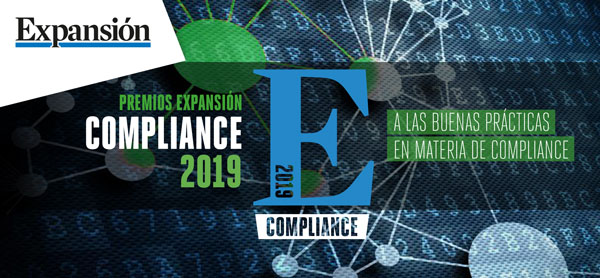 Expansión
PREMIOS EXPANSIÓN
COMPLIANCE
2019
E
2019
COMPLIANCE
A LAS BUENAS PRÁCTICAS
EN MATERIA DE COMPLIANCE